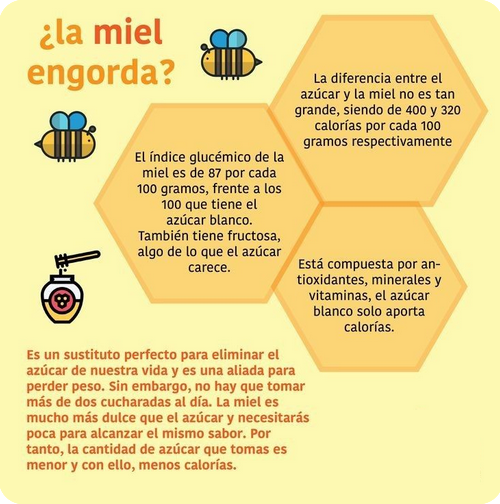 ¿la miel
engorda?
La diferencia entre el
azúcar y la miel no es tan
grande, siendo de 400 y 320
calorías por cada 100
gramos respectivamente
El índice glucémico de la
miel es de 87 por cada
100 gramos, frente a los
100 que tiene el
azúcar blanco.
También tiene fructosa,
algo de lo que el azúcar
carece.
Está compuesta por an-
tioxidantes, minerales y
vitaminas, el azúcar
blanco solo aporta
calorías.
Es un sustituto perfecto para eliminar el
azúcar de nuestra vida y es una aliada para
perder peso. Sin embargo, no hay que tomar
más de dos cucharadas al día. La miel es
mucho más dulce que el azúcar y necesitarás
poca para alcanzar el mismo sabor. Por
tanto, la cantidad de azúcar que tomas es
menor y con ello, menos calorías.